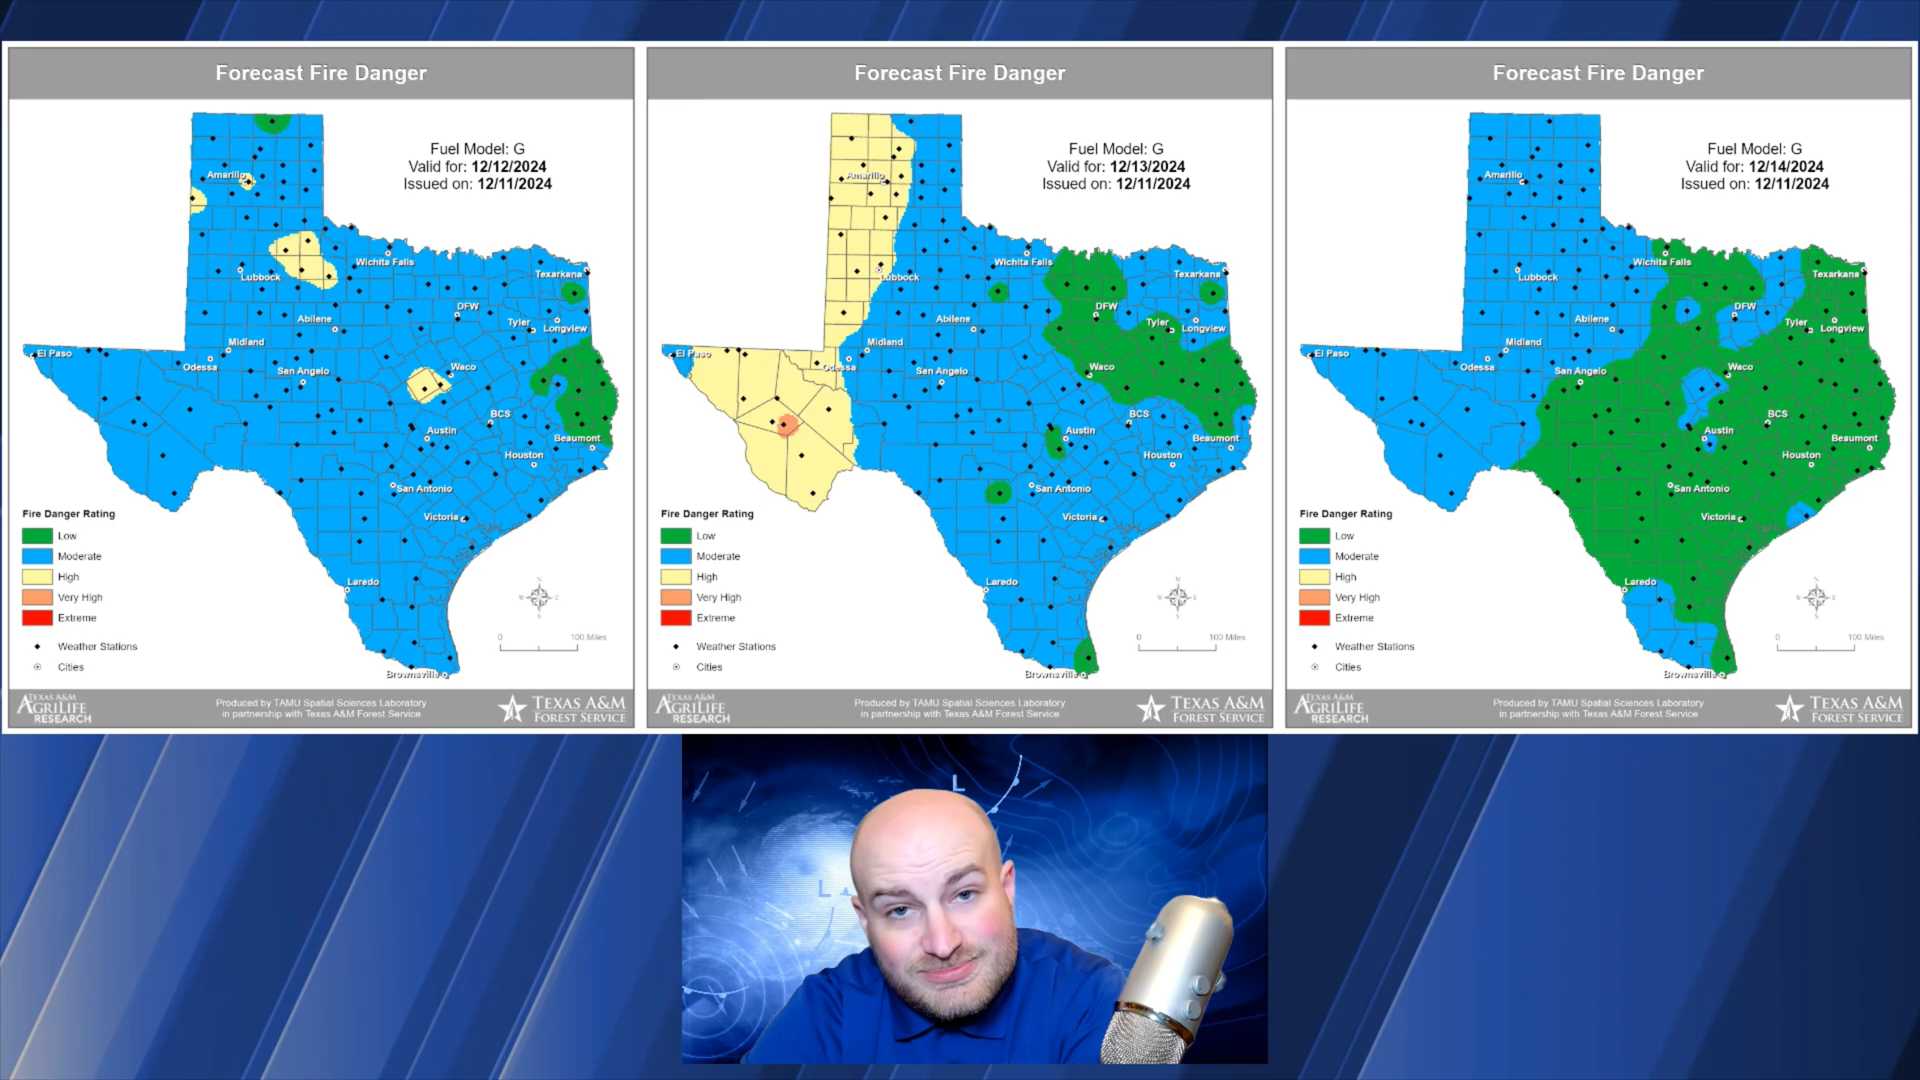 Forecast Fire Danger
Fuel Model: G
Valid for: 12/12/2024
Issued on: 12/11/2024
Amarillo
Lubbock
Wichita Falls
Texarkana
DFW
Abilene
Tyler
Longview
Midland
El Paso
Odessa
San Angelo
Waco
BCS
Austin
Beaumont
Houston
San Antonio
Victoria
Laredo
Brownsville
Fire Danger Rating
Low
Moderate
High
Very High
Extreme
Weather Stations
Cities
N
W E
S
0 100 Miles
TEXAS A&M
AGRILIFE
RESEARCH
Produced by TAMU Spatial Sciences Laboratory
in partnership with Texas A&M Forest Service
TEXAS A&M
FOREST SERVICE
Forecast Fire Danger
Fuel Model: G
Valid for: 12/13/2024
Issued on: 12/11/2024
Amarillo
Lubbock
Wichita Falls
Texarkana
DFW
Abilene
Tyler
Longview
Midland
El Paso
Odessa
San Angelo
Waco
BCS
Austin
Beaumont
Houston
San Antonio
Victoria
Laredo
Brownsville
Fire Danger Rating
Low
Moderate
High
Very High
Extreme
Weather Stations
Cities
N
W E
S
0 100 Miles
TEXAS A&M
AGRILIFE
RESEARCH
Produced by TAMU Spatial Sciences Laboratory
in partnership with Texas A&M Forest Service
TEXAS A&M
FOREST SERVICE
Forecast Fire Danger
Fuel Model: G
Valid for: 12/14/2024
Issued on: 12/11/2024
Amarillo
Lubbock
Wichita Falls
Texarkana
DFW
Abilene
Tyler
Longview
Midland
El Paso
Odessa
San Angelo
Waco
BCS
Austin
Beaumont
Houston
San Antonio
Victoria
Laredo
Brownsville
Fire Danger Rating
Low
Moderate
High
Very High
Extreme
Weather Stations
Cities
N
W E
S
0 100 Miles
TEXAS A&M
AGRILIFE
RESEARCH
Produced by TAMU Spatial Sciences Laboratory
in partnership with Texas A&M Forest Service
TEXAS A&M
FOREST SERVICE
L
L